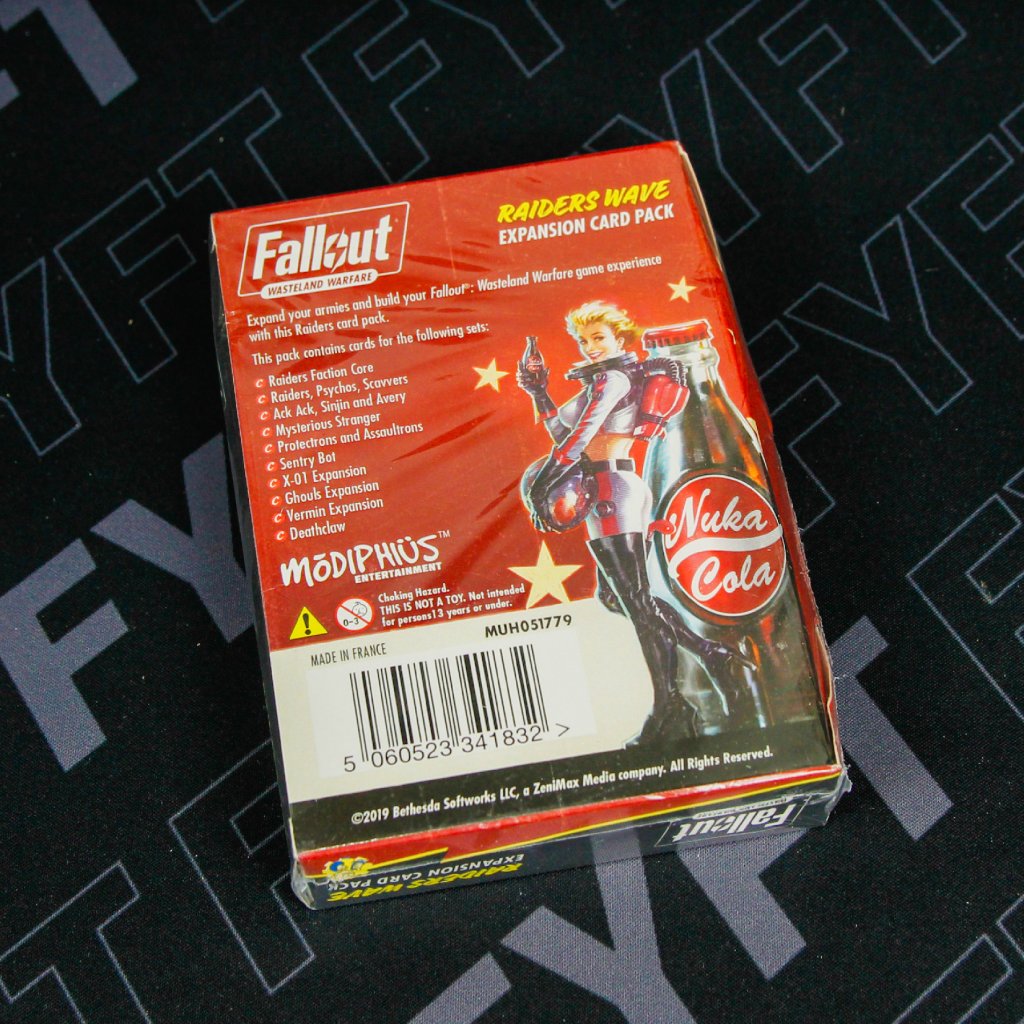 Fallout
WASTELAND WARFARE
RAIDERS WAVE
EXPANSION CARD PACK
Expand your armies and build your Fallout®: Wasteland Warfare game experience
with this Raiders card pack.
This pack contains cards for the following sets:
Raiders Faction Core
Raiders, Psychos, Scavvers
Ack Ack, Sinjin and Avery
Mysterious Stranger
Protectrons and Assaultrons
Sentry Bot
X-01 Expansion
Ghouls Expansion
Vermin Expansion
Deathclaw
Nuka
Cola
MōDIPHIÜS™
ENTERTAINMENT
0-3
Choking Hazard.
THIS IS NOT A TOY. Not intended
for persons13 years or under.
MUH051779
MADE IN FRANCE
5 060523 341832 >
©2019 Bethesda Softworks LLC, a ZeniMax Media company. All Rights Reserved.
Fallout
WASTELAND WARFARE
RAIDERS WAVE
EXPANSION CARD PACK
FYFT